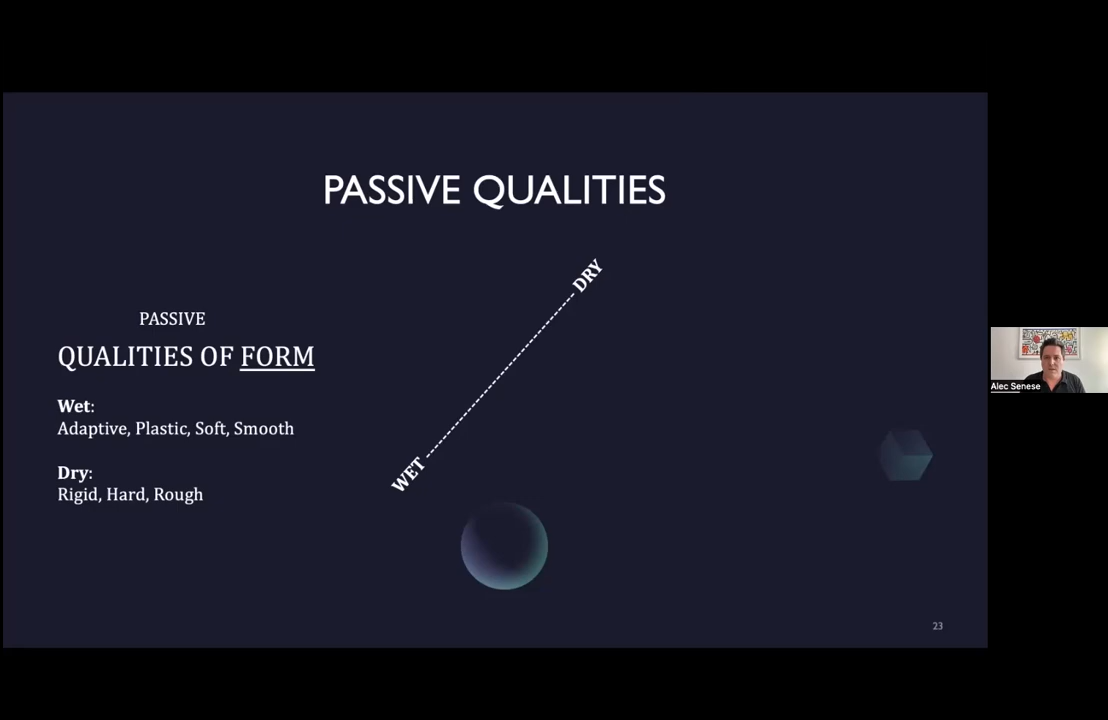 PASSIVE QUALITIES
PASSIVE
QUALITIES OF FORM
Wet:
Adaptive, Plastic, Soft, Smooth
Dry:
Rigid, Hard, Rough
DRY
WET
Alec Senese
23